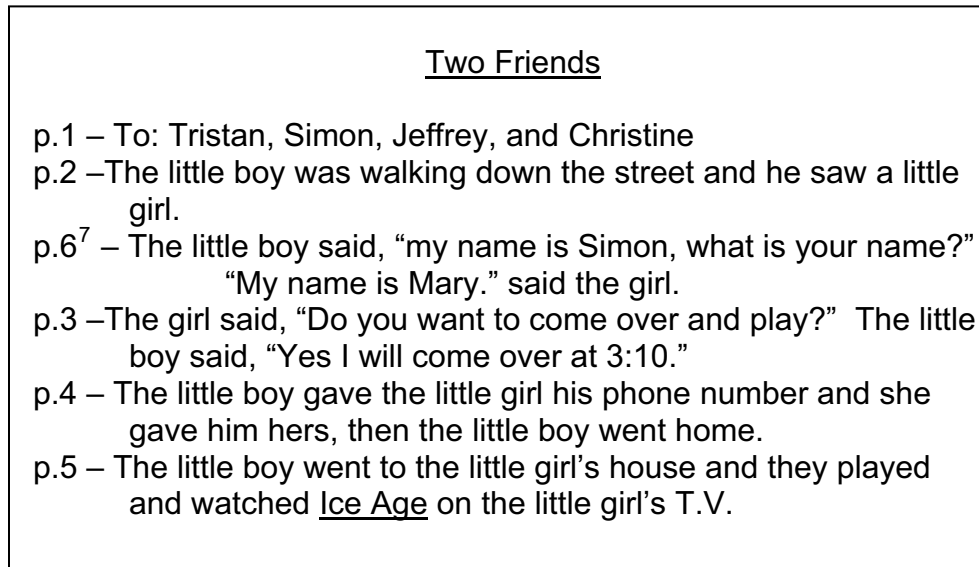 Two Friends
p.1 – To: Tristan, Simon, Jeffrey, and Christine
p.2 –The little boy was walking down the street and he saw a little
girl.
p.6⁷ – The little boy said, “my name is Simon, what is your name?”
“My name is Mary.” said the girl.
p.3 –The girl said, “Do you want to come over and play?”  The little
boy said, “Yes I will come over at 3:10.”
p.4 – The little boy gave the little girl his phone number and she
gave him hers, then the little boy went home.
p.5 – The little boy went to the little girl’s house and they played
and watched Ice Age on the little girl’s T.V.